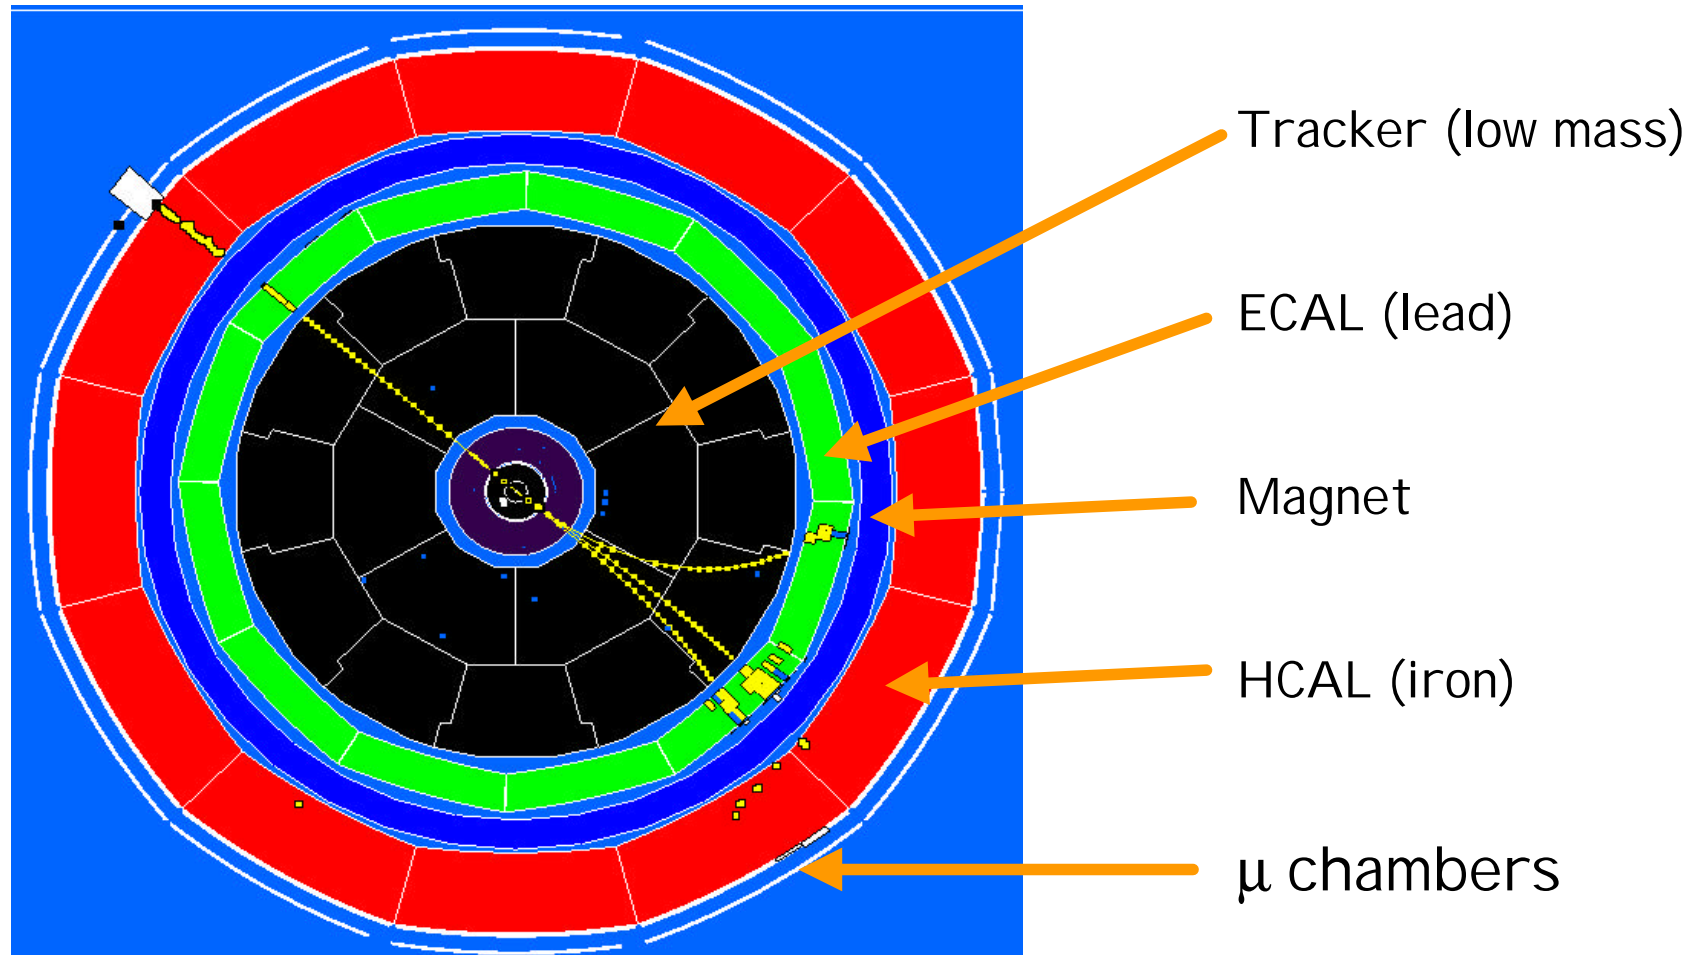 Tracker (low mass)
ECAL (lead)
Magnet
HCAL (iron)
μ chambers